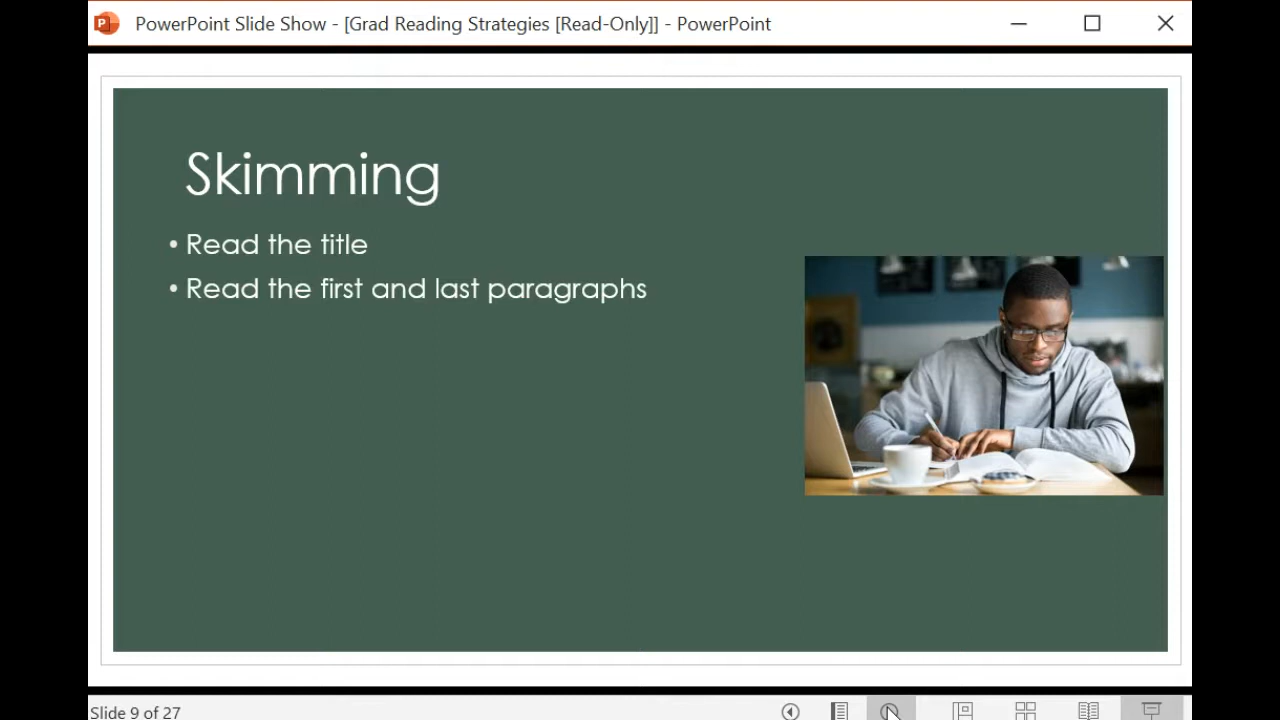 PowerPoint Slide Show - [Grad Reading Strategies [Read-Only]] - PowerPoint
Skimming
• Read the title
• Read the first and last paragraphs
Slide 9 of 27